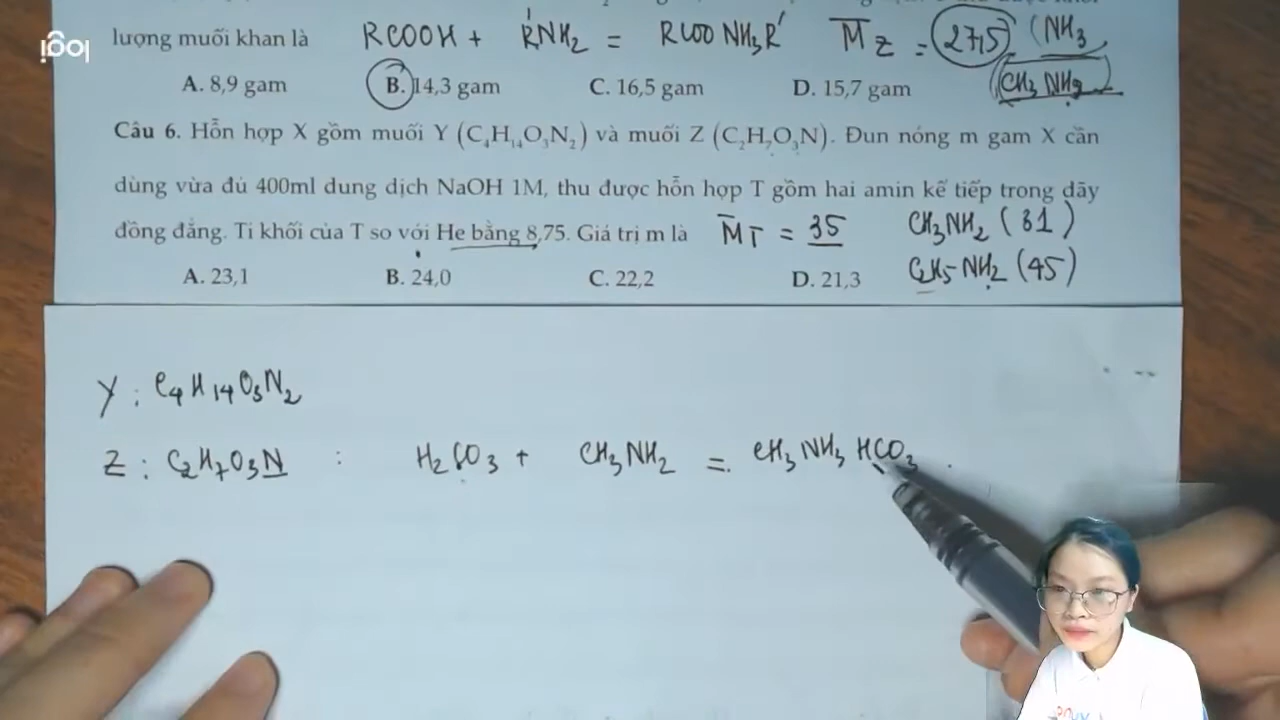 lượng muối khan là RCOOH + R'NH₂ = RCOONH₃R' M̅z = 27,5 (NH₃
logi
A. 8,9 gam B. 14,3 gam C. 16,5 gam D. 15,7 gam (CH₃NH₂)
Câu 6. Hỗn hợp X gồm muối Y (C₄H₁₄O₃N₂) và muối Z (C₂H₇O₃N). Đun nóng m gam X cần
dùng vừa đủ 400ml dung dịch NaOH 1M, thu được hỗn hợp T gồm hai amin kế tiếp trong dãy
đồng đẳng. Tỉ khối của T so với He bằng 8,75. Giá trị m là M̅T = 35 CH₃NH₂ (31)
A. 23,1 B. 24,0 C. 22,2 D. 21,3 C₂H₅NH₂ (45)
Y : C₄H₁₄O₃N₂
Z : C₂H₇O₃N : H₂CO₃ + CH₃NH₂ = CH₃NH₃HCO₃